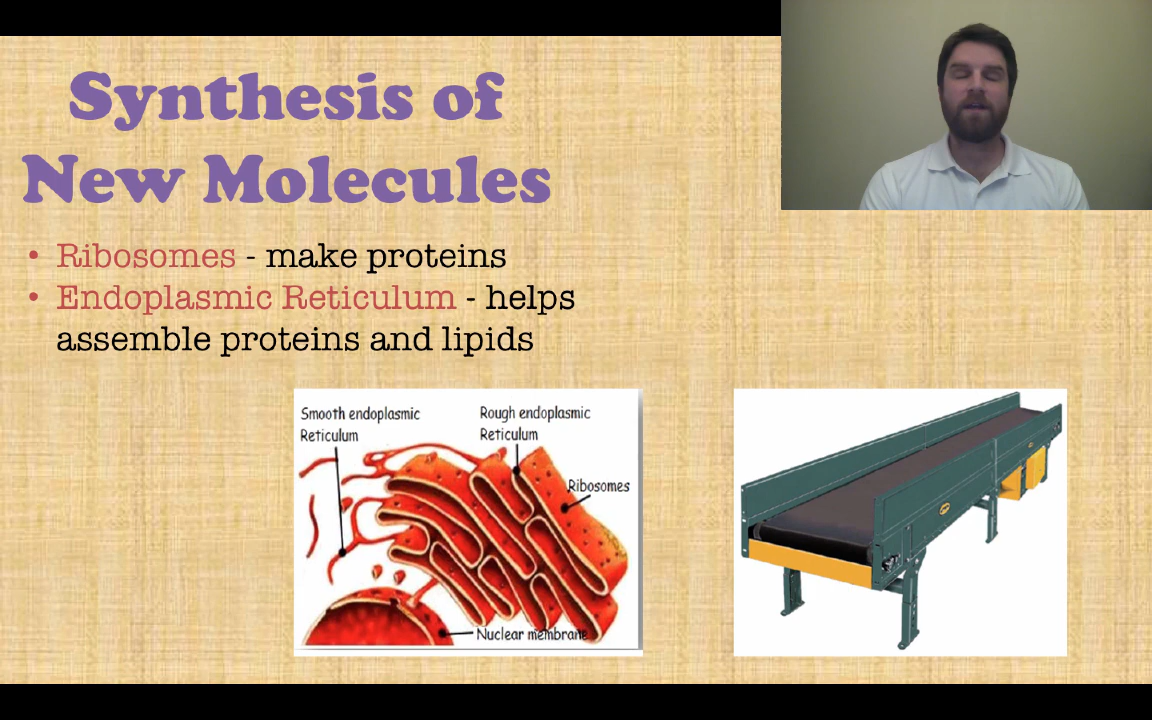 Synthesis of
New Molecules
• Ribosomes - make proteins
• Endoplasmic Reticulum - helps
assemble proteins and lipids
Smooth endoplasmic
Reticulum
Rough endoplasmic
Reticulum
Ribosomes
Nuclear membrane